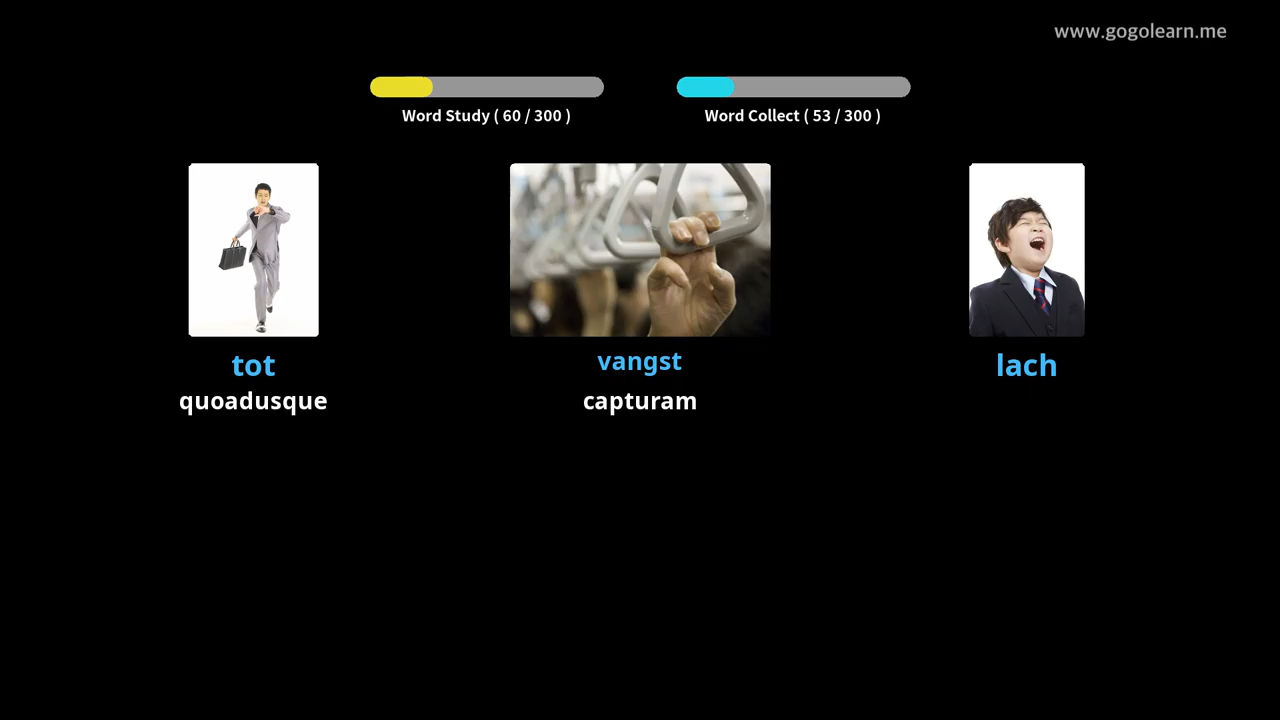 www.gogolearn.me
Word Study ( 60 / 300 )
Word Collect ( 53 / 300 )
tot
quoadusque
vangst
capturam
lach